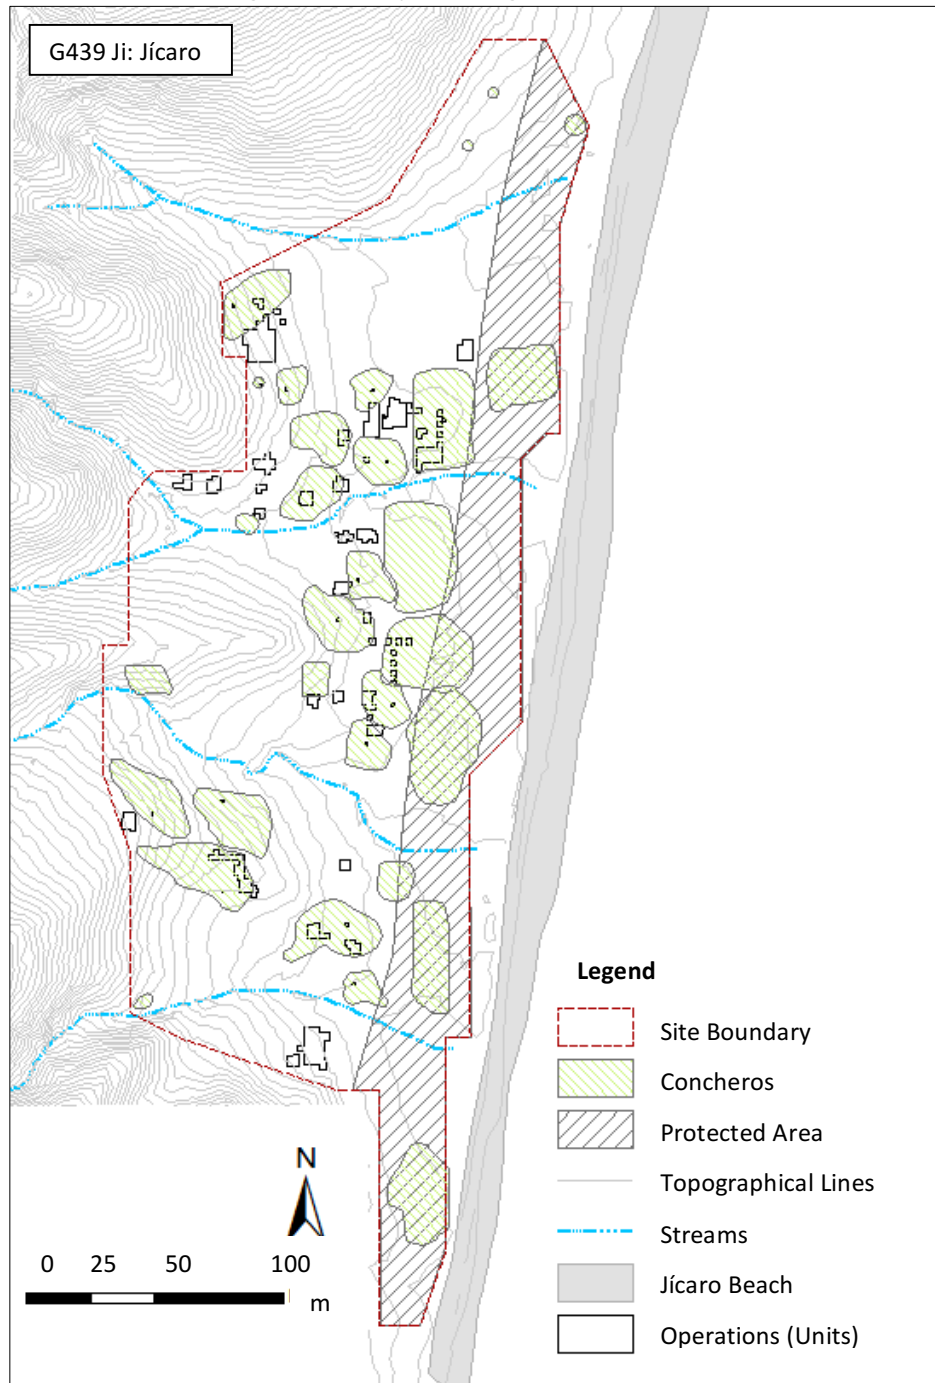 G439 Ji: Jícaro
Legend
Site Boundary
Concheros
Protected Area
Topographical Lines
Streams
Jícaro Beach
Operations (Units)
N
0 25 50 100
m